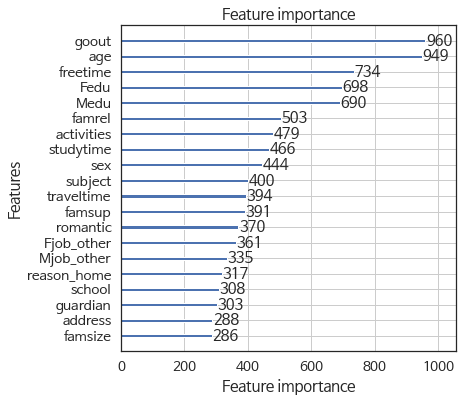 Feature importance
goout 960
age 949
freetime 734
Fedu 698
Medu 690
famrel 503
activities 479
studytime 466
sex 444
subject 400
traveltime 394
famsup 391
romantic 370
Fjob_other 361
Mjob_other 335
reason_home 317
school 308
guardian 303
address 288
famsize 286
Features
0 200 400 600 800 1000
Feature importance